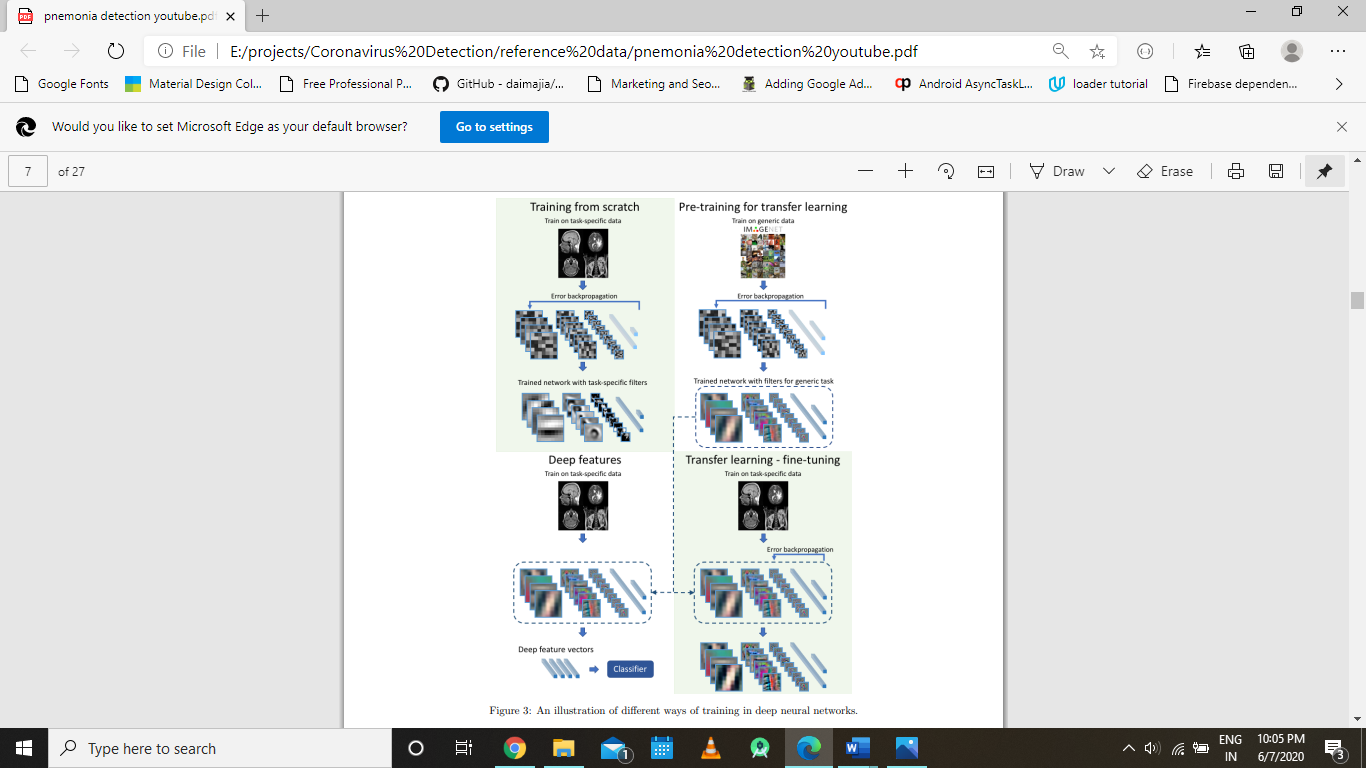 pnemonia detection youtube.pd
File
E:/projects/Coronavirus%20Detection/reference%20data/pnemonia%20detection%20youtube.pdf
Google Fonts
Material Design Col...
Free Professional P...
GitHub - daimajia/...
Marketing and Seo...
Adding Google Ad...
Android AsyncTaskL...
loader tutorial
Firebase dependen...
Would you like to set Microsoft Edge as your default browser?
Go to settings
7 of 27
Draw
Erase
Training from scratch
Train on task-specific data
Error backpropagation
Trained network with task-specific filters
Pre-training for transfer learning
Train on generic data
IMAGENET
Error backpropagation
Trained network with filters for generic task
Deep features
Train on task-specific data
Deep feature vectors
Classifier
Transfer learning - fine-tuning
Train on task-specific data
Error backpropagation
Figure 3: An illustration of different ways of training in deep neural networks.
Type here to search
1
ENG
IN
10:05 PM
6/7/2020
3